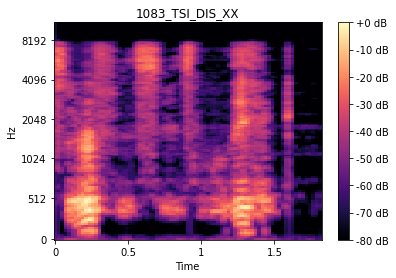 1083_TSI_DIS_XX
+0 dB
8192
-10 dB
4096
-20 dB
-30 dB
2048
Hz
-40 dB
1024
-50 dB
512
-60 dB
-70 dB
0
-80 dB
0 0.5 1 1.5
Time